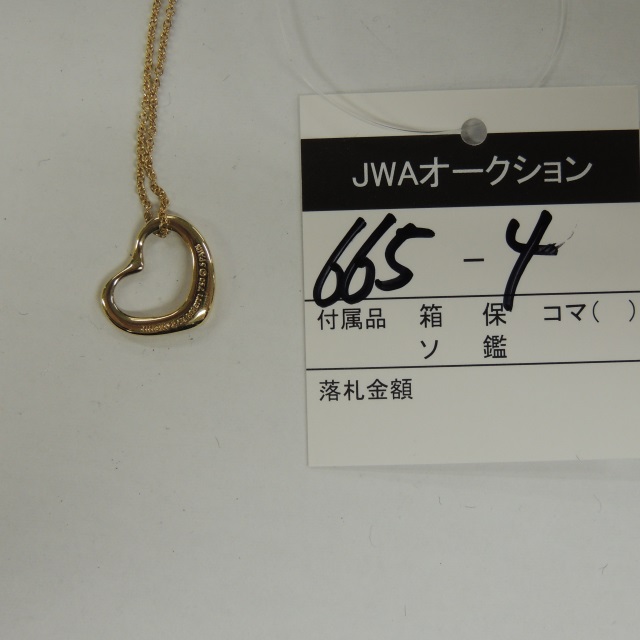 JWAオークション
665-4
付属品 箱 保 コマ( )
ソ 鑑
落札金額